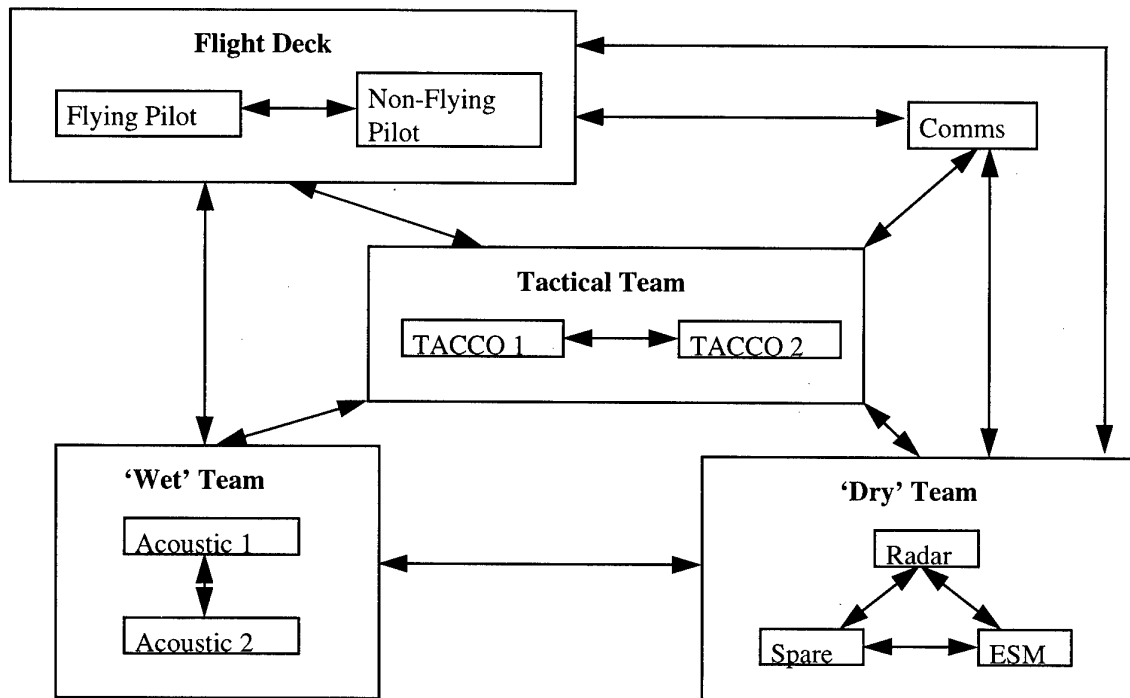 Flight Deck
Flying Pilot
Non-Flying
Pilot
Comms
Tactical Team
TACCO 1
TACCO 2
‘Wet’ Team
Acoustic 1
Acoustic 2
‘Dry’ Team
Radar
Spare
ESM